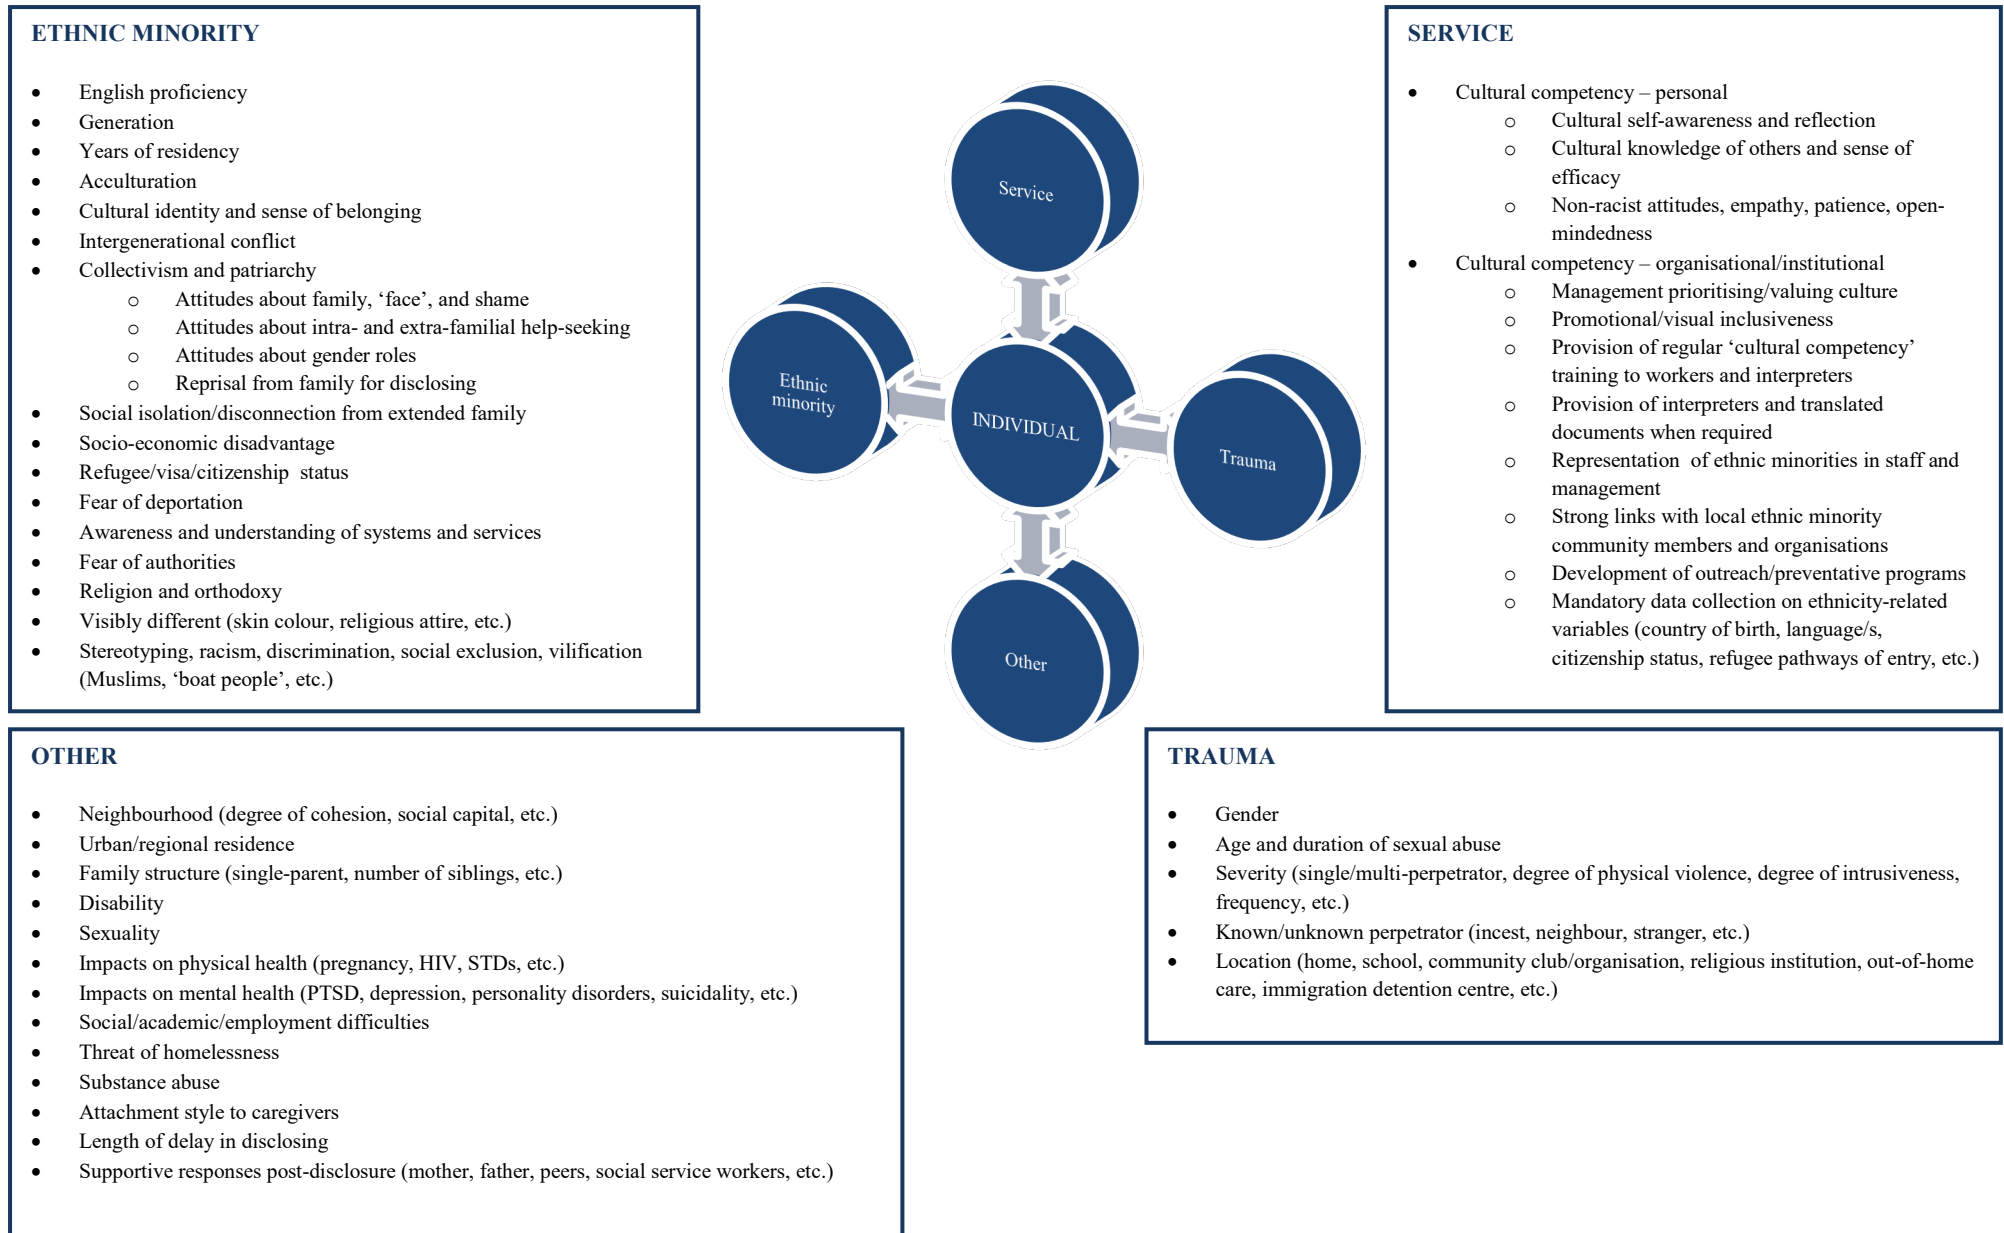 ETHNIC MINORITY
• English proficiency
• Generation
• Years of residency
• Acculturation
• Cultural identity and sense of belonging
• Intergenerational conflict
• Collectivism and patriarchy
o Attitudes about family, ‘face’, and shame
o Attitudes about intra- and extra-familial help-seeking
o Attitudes about gender roles
o Reprisal from family for disclosing
• Social isolation/disconnection from extended family
• Socio-economic disadvantage
• Refugee/visa/citizenship status
• Fear of deportation
• Awareness and understanding of systems and services
• Fear of authorities
• Religion and orthodoxy
• Visibly different (skin colour, religious attire, etc.)
• Stereotyping, racism, discrimination, social exclusion, vilification
(Muslims, ‘boat people’, etc.)
Service
Ethnic
minority
INDIVIDUAL
Trauma
Other
SERVICE
• Cultural competency – personal
o Cultural self-awareness and reflection
o Cultural knowledge of others and sense of
efficacy
o Non-racist attitudes, empathy, patience, open-
mindedness
• Cultural competency – organisational/institutional
o Management prioritising/valuing culture
o Promotional/visual inclusiveness
o Provision of regular ‘cultural competency’
training to workers and interpreters
o Provision of interpreters and translated
documents when required
o Representation of ethnic minorities in staff and
management
o Strong links with local ethnic minority
community members and organisations
o Development of outreach/preventative programs
o Mandatory data collection on ethnicity-related
variables (country of birth, language/s,
citizenship status, refugee pathways of entry, etc.)
OTHER
• Neighbourhood (degree of cohesion, social capital, etc.)
• Urban/regional residence
• Family structure (single-parent, number of siblings, etc.)
• Disability
• Sexuality
• Impacts on physical health (pregnancy, HIV, STDs, etc.)
• Impacts on mental health (PTSD, depression, personality disorders, suicidality, etc.)
• Social/academic/employment difficulties
• Threat of homelessness
• Substance abuse
• Attachment style to caregivers
• Length of delay in disclosing
• Supportive responses post-disclosure (mother, father, peers, social service workers, etc.)
TRAUMA
• Gender
• Age and duration of sexual abuse
• Severity (single/multi-perpetrator, degree of physical violence, degree of intrusiveness,
frequency, etc.)
• Known/unknown perpetrator (incest, neighbour, stranger, etc.)
• Location (home, school, community club/organisation, religious institution, out-of-home
care, immigration detention centre, etc.)